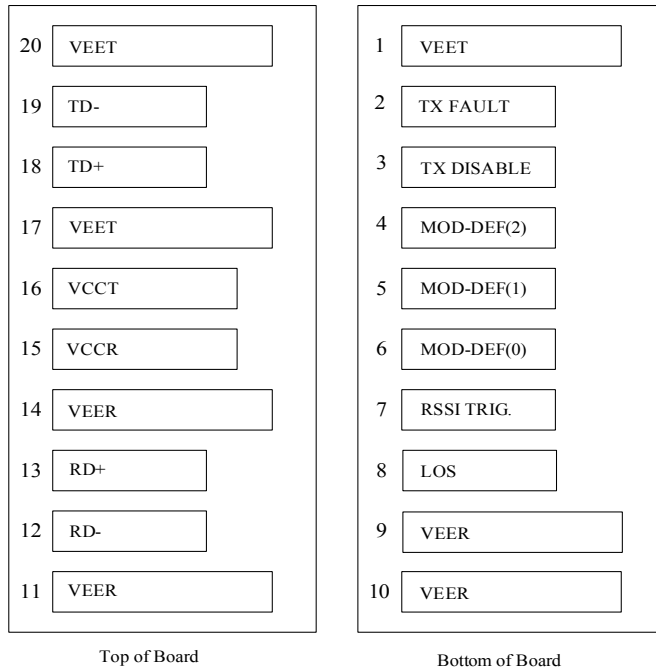 20 VEET
19 TD-
18 TD+
17 VEET
16 VCCT
15 VCCR
14 VEER
13 RD+
12 RD-
11 VEER
Top of Board
1 VEET
2 TX FAULT
3 TX DISABLE
4 MOD-DEF(2)
5 MOD-DEF(1)
6 MOD-DEF(0)
7 RSSI TRIG.
8 LOS
9 VEER
10 VEER
Bottom of Board